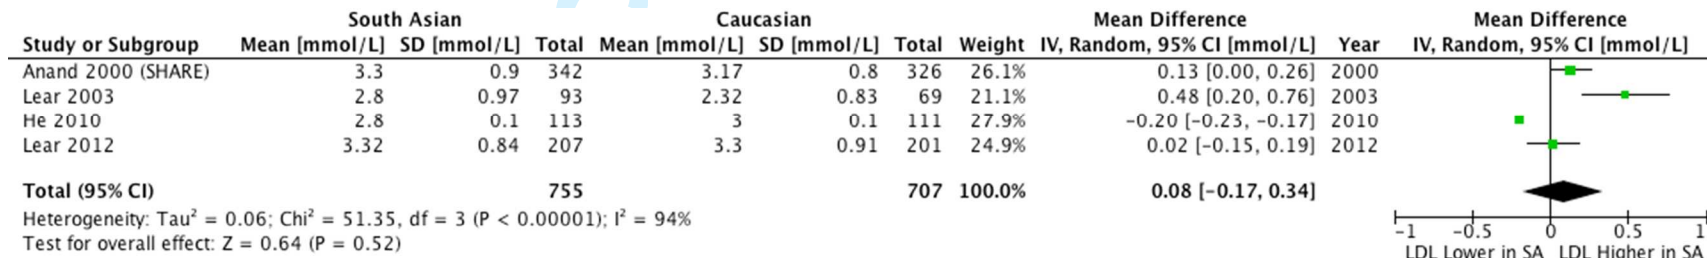 South Asian Caucasian Mean Difference Mean Difference
Study or Subgroup Mean [mmol/L] SD [mmol/L] Total Mean [mmol/L] SD [mmol/L] Total Weight IV, Random, 95% CI [mmol/L] Year IV, Random, 95% CI [mmol/L]
Anand 2000 (SHARE) 3.3 0.9 342 3.17 0.8 326 26.1% 0.13 [0.00, 0.26] 2000
Lear 2003 2.8 0.97 93 2.32 0.83 69 21.1% 0.48 [0.20, 0.76] 2003
He 2010 2.8 0.1 113 3 0.1 111 27.9% -0.20 [-0.23, -0.17] 2010
Lear 2012 3.32 0.84 207 3.3 0.91 201 24.9% 0.02 [-0.15, 0.19] 2012
Total (95% CI) 755 707 100.0% 0.08 [-0.17, 0.34]
Heterogeneity: Tau² = 0.06; Chi² = 51.35, df = 3 (P < 0.00001); I² = 94%
Test for overall effect: Z = 0.64 (P = 0.52)
-1 -0.5 0 0.5 1
LDL Lower in SA LDL Higher in SA